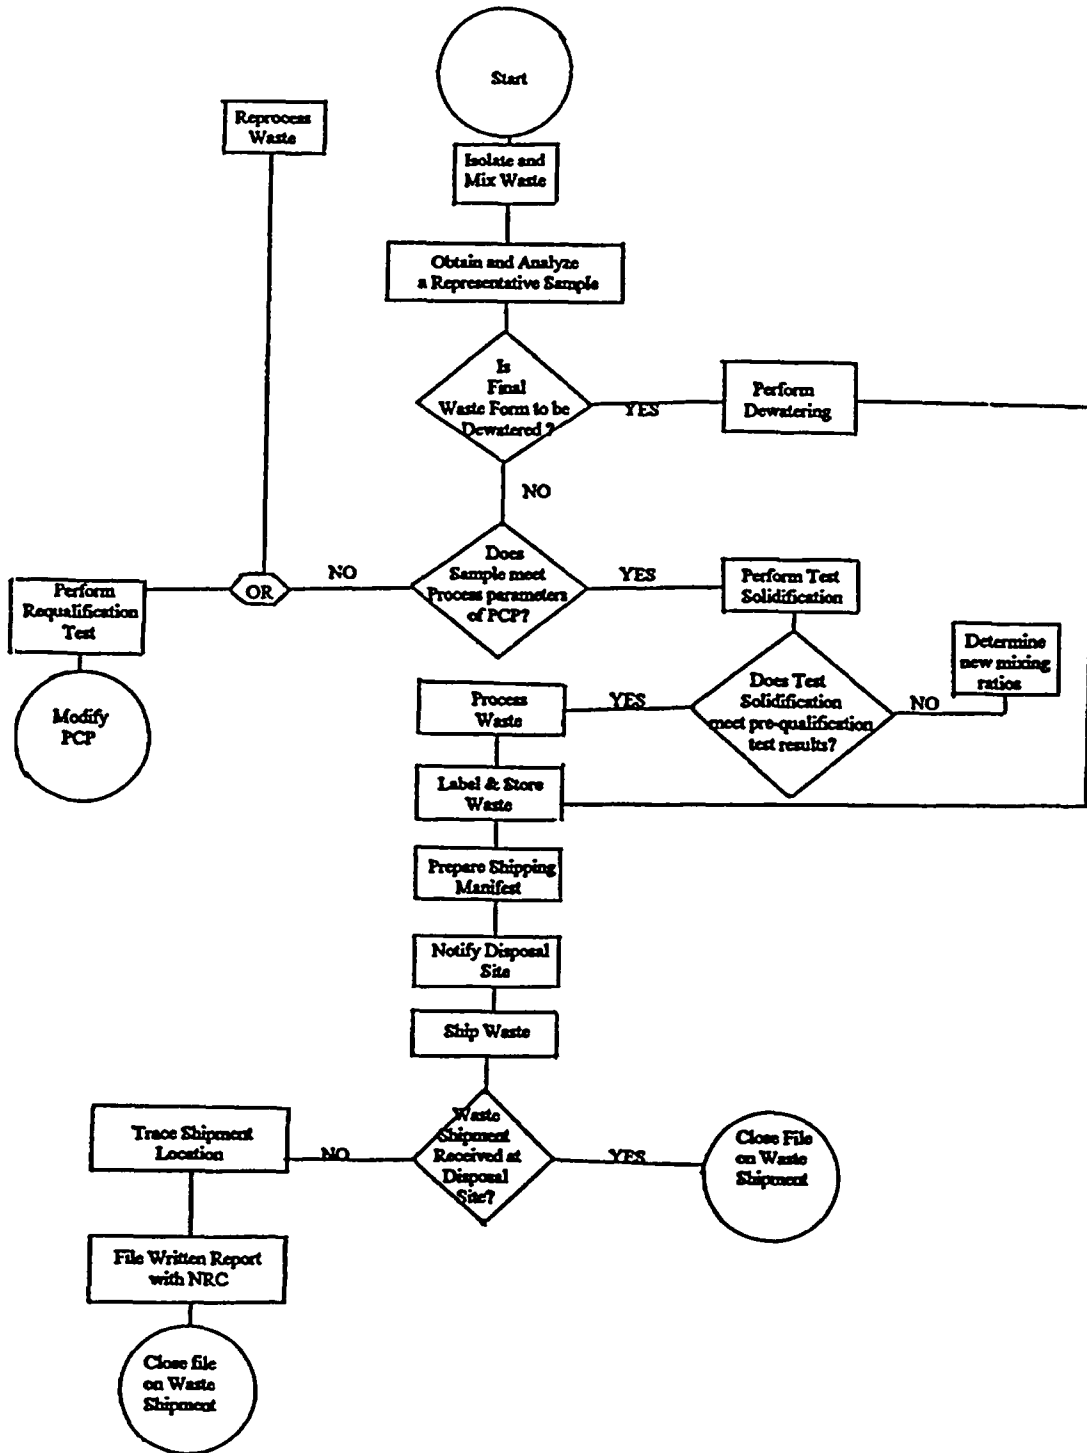 Start
Reprocess
Waste
Isolate and
Mix Waste
Obtain and Analyze
a Representative Sample
Is
Final
Waste Form to be
Dewatered ?
YES
Perform
Dewatering
NO
Does
Sample meet
Process parameters
of PCP?
NO
OR
Perform
Requalification
Test
Modify
PCP
YES
Perform Test
Solidification
Does Test
Solidification
meet pre-qualification
test results?
NO
Determine
new mixing
ratios
YES
Process
Waste
Label & Store
Waste
Prepare Shipping
Manifest
Notify Disposal
Site
Ship Waste
Waste
Shipment
Received at
Disposal
Site?
NO
Trace Shipment
Location
File Written Report
with NRC
Close file
on Waste
Shipment
YES
Close File
on Waste
Shipment